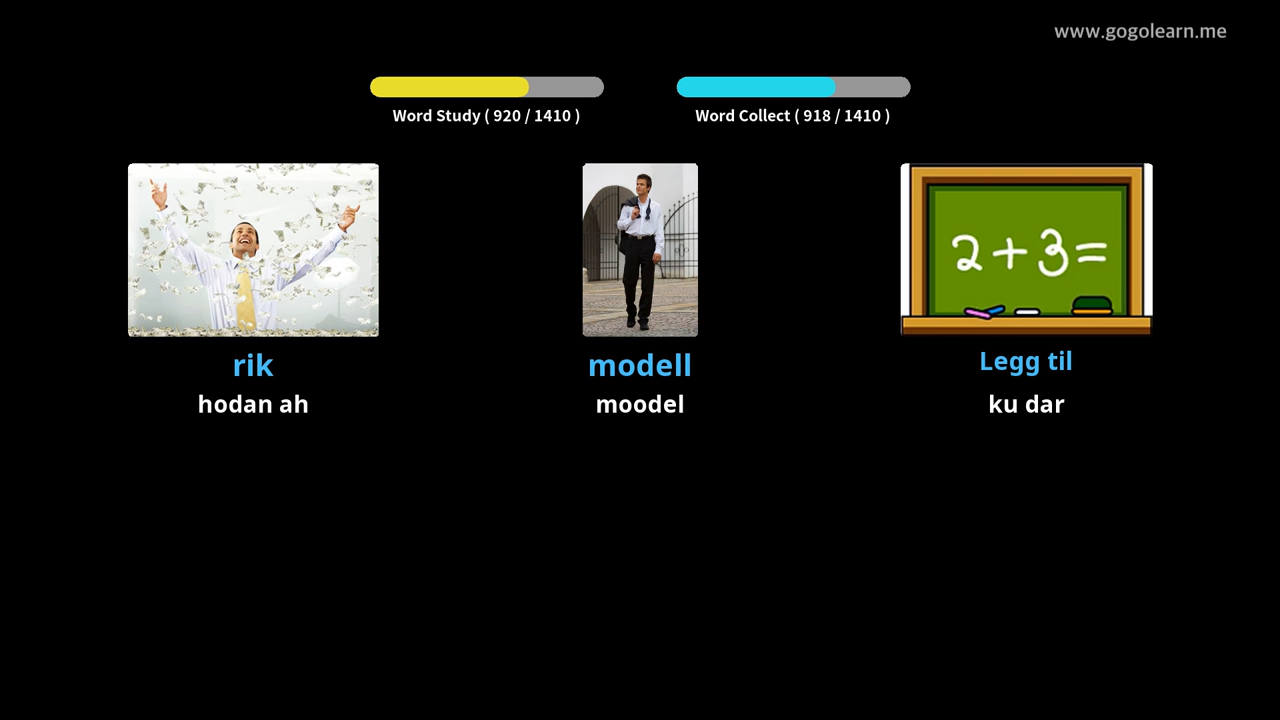 www.gogolearn.me
Word Study ( 920 / 1410 )
Word Collect ( 918 / 1410 )
2+3=
rik
modell
Legg til
hodan ah
moodel
ku dar